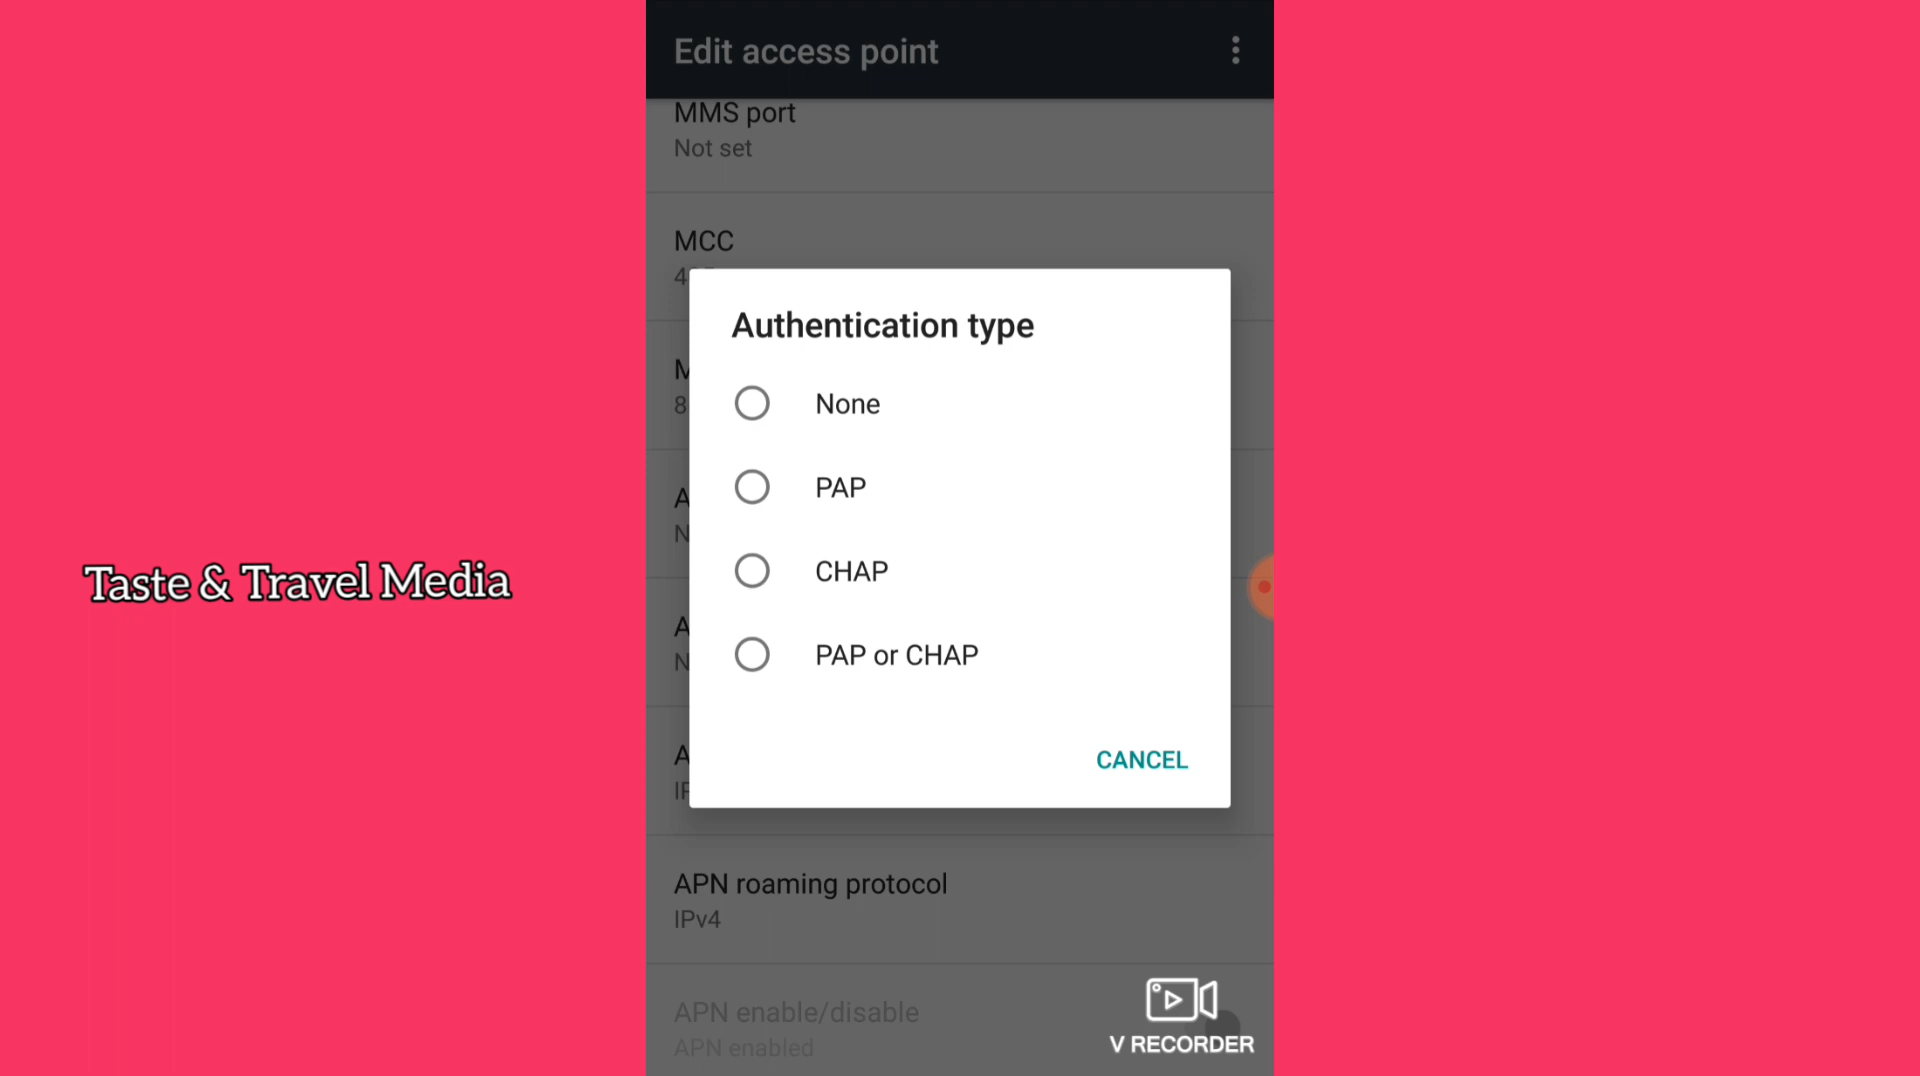 Edit access point
MMS port
Not set
MCC
Authentication type
None
PAP
CHAP
PAP or CHAP
CANCEL
APN roaming protocol
IPv4
APN enable/disable
APN enabled
V RECORDER
Taste & Travel Media